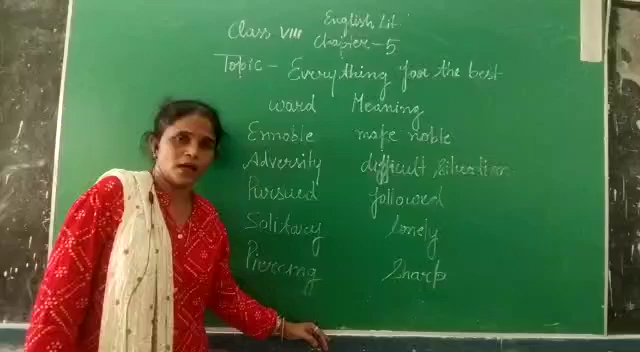 English Lit.
Class VIII Chapter-5
Topic - Everything for the best
word Meaning
Ennoble make noble
Adversity difficult Situation
Pursued followed
Solitary lonely
Piercing Sharp